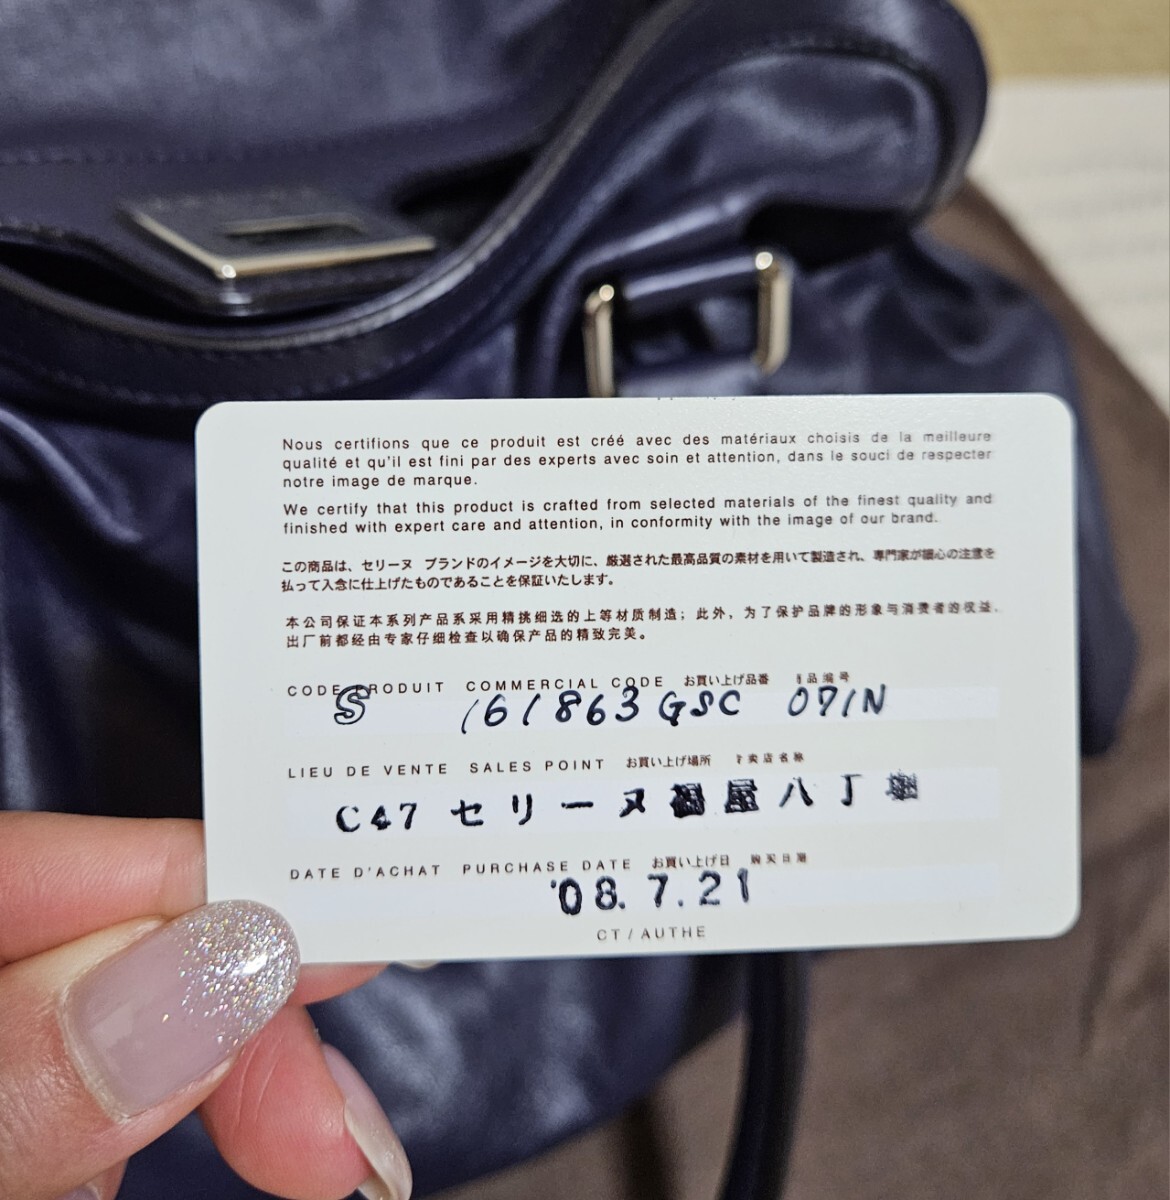 Nous certifions que ce produit est créé avec des matériaux choisis de la meilleure
qualité et qu'il est fini par des experts avec soin et attention, dans le souci de respecter
notre image de marque.
We certify that this product is crafted from selected materials of the finest quality and
finished with expert care and attention, in conformity with the image of our brand.
この商品は、セリーヌ ブランドのイメージを大切に、厳選された最高品質の素材を用いて製造され、専門家が細心の注意を
払って入念に仕上げたものであることを保証いたします。
本公司保证本系列产品系采用精挑细选的上等材质制造；此外，为了保护品牌的形象与消费者的权益，
出厂前都经由专家仔细检查以确保产品的精致完美。
CODE PRODUIT COMMERCIAL CODE お買い上げ品番 品编号
S 161863GSC 071N
LIEU DE VENTE SALES POINT お買い上げ場所 卖店名称
C47 セリーヌ福屋八丁堀
DATE D'ACHAT PURCHASE DATE お買い上げ日 购买日期
'08.7.21
CT / AUTHE